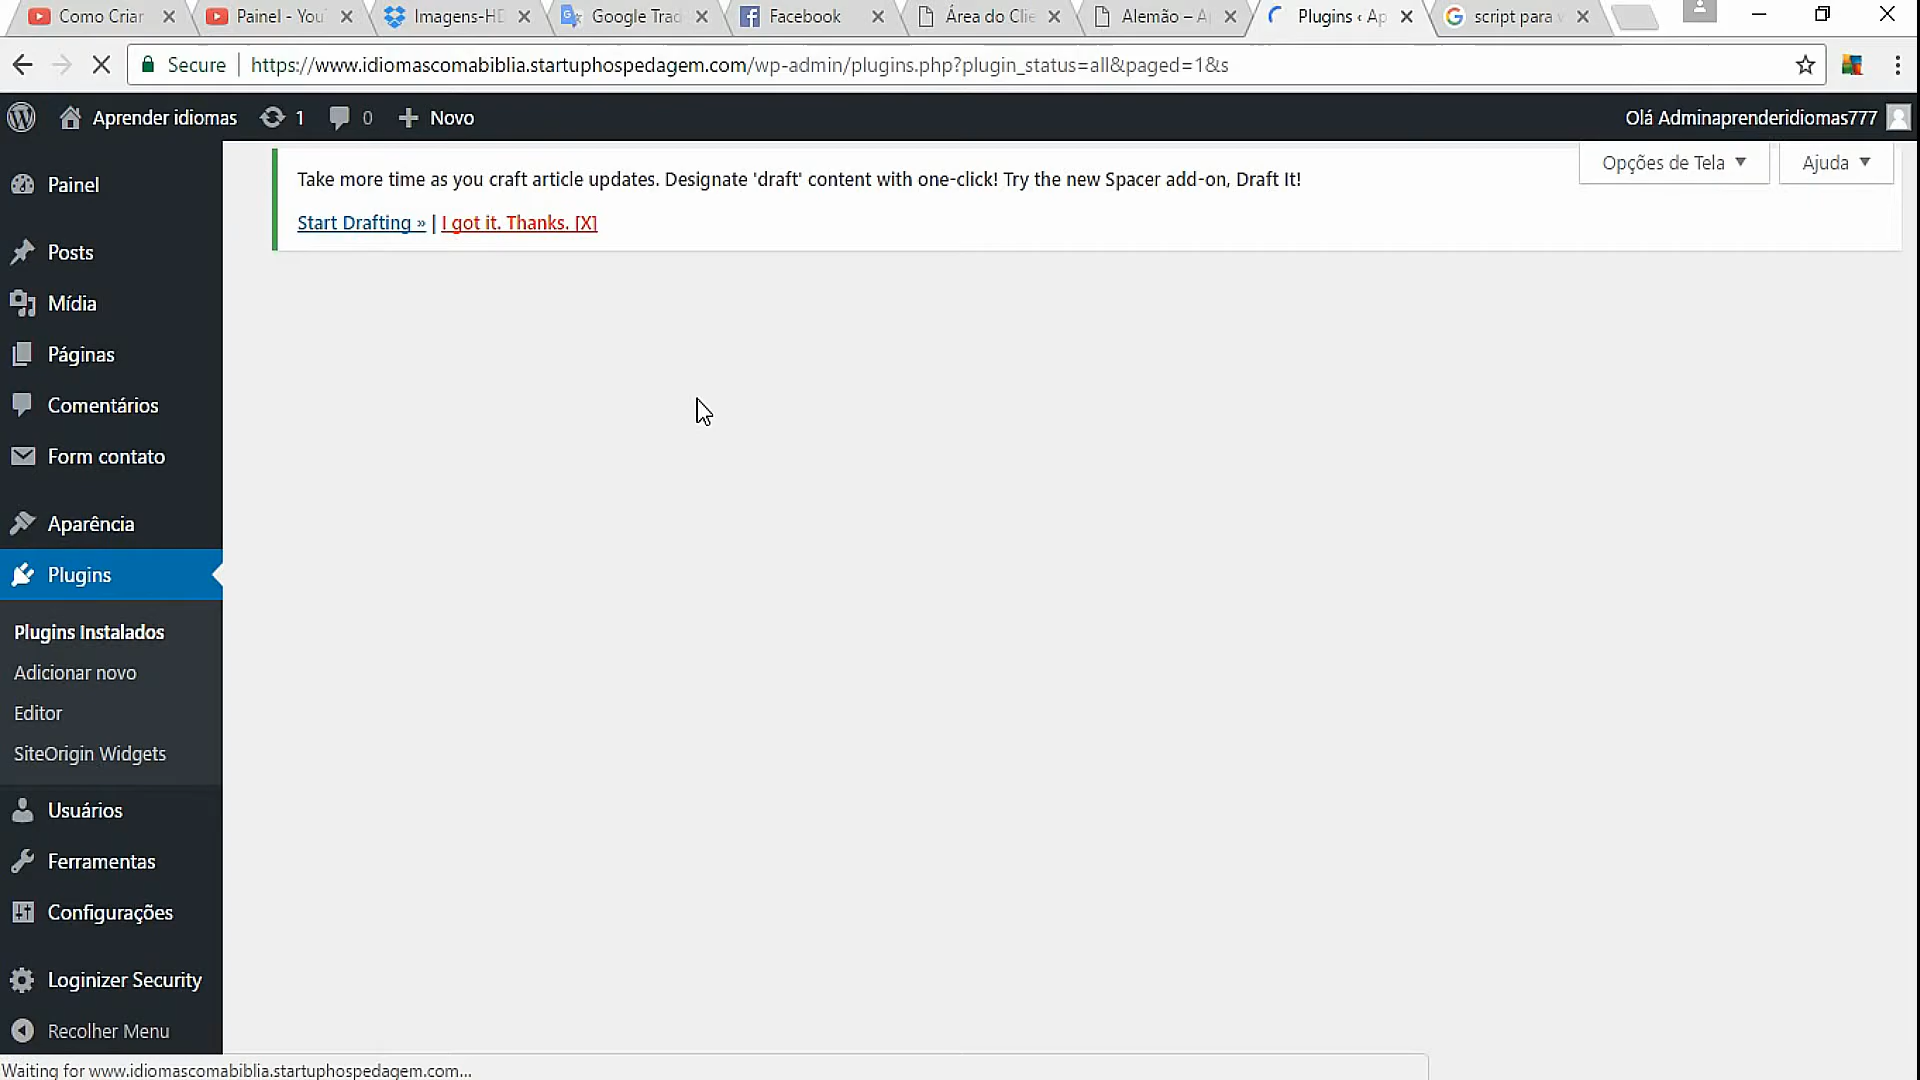 Como Criar
Painel - You
Imagens-HD
Google Trad
Facebook
Área do Clie
Alemão – A
Plugins ‹ Ap
script para v
Secure
https://www.idiomascomabiblia.startuphospedagem.com/wp-admin/plugins.php?plugin_status=all&paged=1&s
Aprender idiomas
1
0
Novo
Olá Adminaprenderidiomas777
Painel
Posts
Mídia
Páginas
Comentários
Form contato
Aparência
Plugins
Plugins Instalados
Adicionar novo
Editor
SiteOrigin Widgets
Usuários
Ferramentas
Configurações
Loginizer Security
Recolher Menu
Take more time as you craft article updates. Designate 'draft' content with one-click! Try the new Spacer add-on, Draft It!
Start Drafting » | I got it. Thanks. [X]
Opções de Tela
Ajuda
Waiting for www.idiomascomabiblia.startuphospedagem.com...